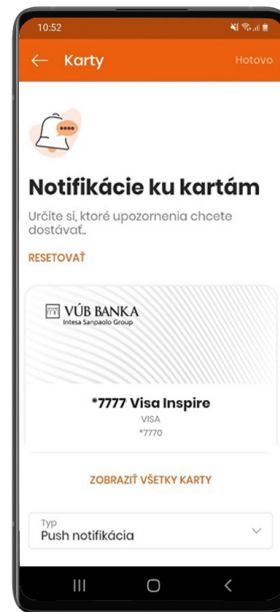 10:52
Karty
Hotovo
Notifikácie ku kartám
Určite si, ktoré upozornenia chcete
dostávať.
RESETOVAŤ
VÚB BANKA
Intesa Sanpaolo Group
*7777 Visa Inspire
VISA
*7770
ZOBRAZIŤ VŠETKY KARTY
Typ
Push notifikácia